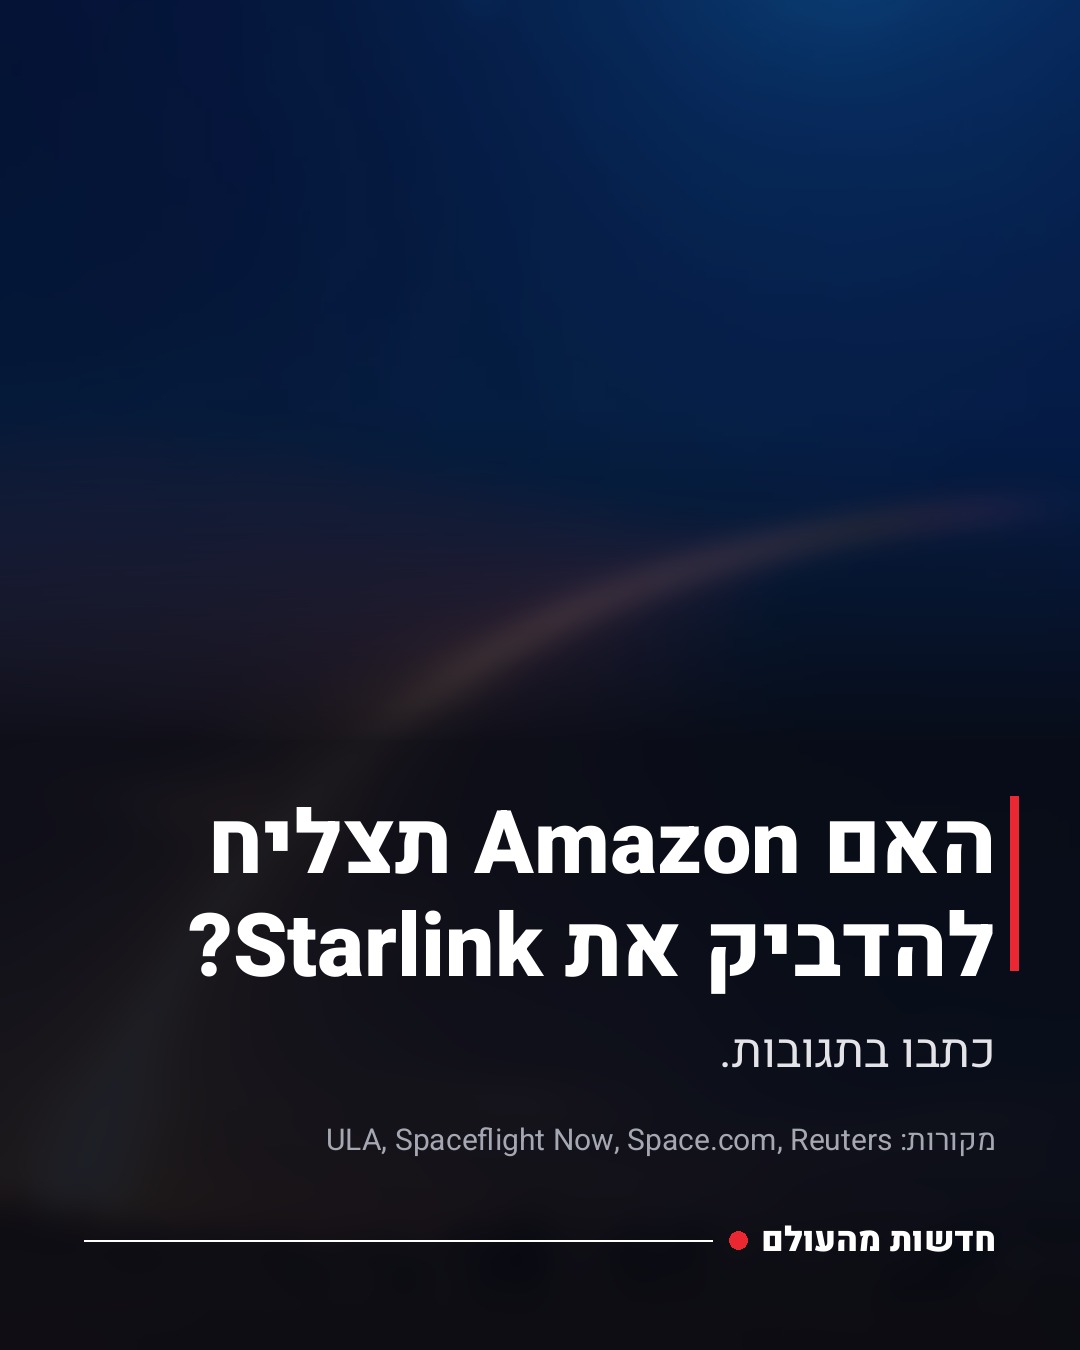 האם Amazon תצליח
להדביק את Starlink?
כתבו בתגובות.
מקורות: ULA, Spaceflight Now, Space.com, Reuters
חדשות מהעולם